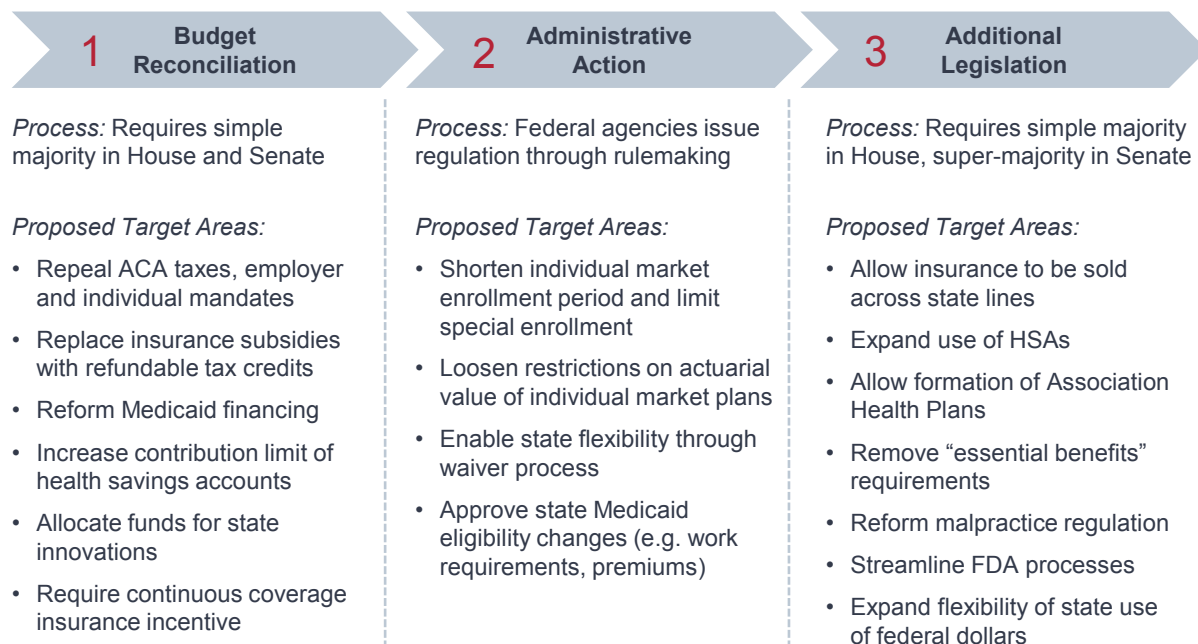 1
Budget
Reconciliation
2
Administrative
Action
3
Additional
Legislation
Process: Requires simple
majority in House and Senate
Proposed Target Areas:
• Repeal ACA taxes, employer
and individual mandates
• Replace insurance subsidies
with refundable tax credits
• Reform Medicaid financing
• Increase contribution limit of
health savings accounts
• Allocate funds for state
innovations
• Require continuous coverage
insurance incentive
Process: Federal agencies issue
regulation through rulemaking
Proposed Target Areas:
• Shorten individual market
enrollment period and limit
special enrollment
• Loosen restrictions on actuarial
value of individual market plans
• Enable state flexibility through
waiver process
• Approve state Medicaid
eligibility changes (e.g. work
requirements, premiums)
Process: Requires simple majority
in House, super-majority in Senate
Proposed Target Areas:
• Allow insurance to be sold
across state lines
• Expand use of HSAs
• Allow formation of Association
Health Plans
• Remove “essential benefits”
requirements
• Reform malpractice regulation
• Streamline FDA processes
• Expand flexibility of state use
of federal dollars